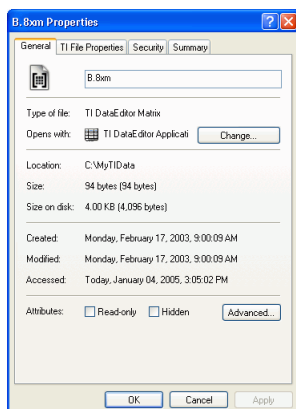 B.8xm Properties
General TI File Properties Security Summary
B.8xm
Type of file: TI DataEditor Matrix
Opens with: TI DataEditor Applicati Change...
Location: C:\MyTIData
Size: 94 bytes (94 bytes)
Size on disk: 4.00 KB (4,096 bytes)
Created: Monday, February 17, 2003, 9:00:09 AM
Modified: Monday, February 17, 2003, 9:00:09 AM
Accessed: Today, January 04, 2005, 3:05:02 PM
Attributes: Read-only Hidden Advanced...
OK Cancel Apply